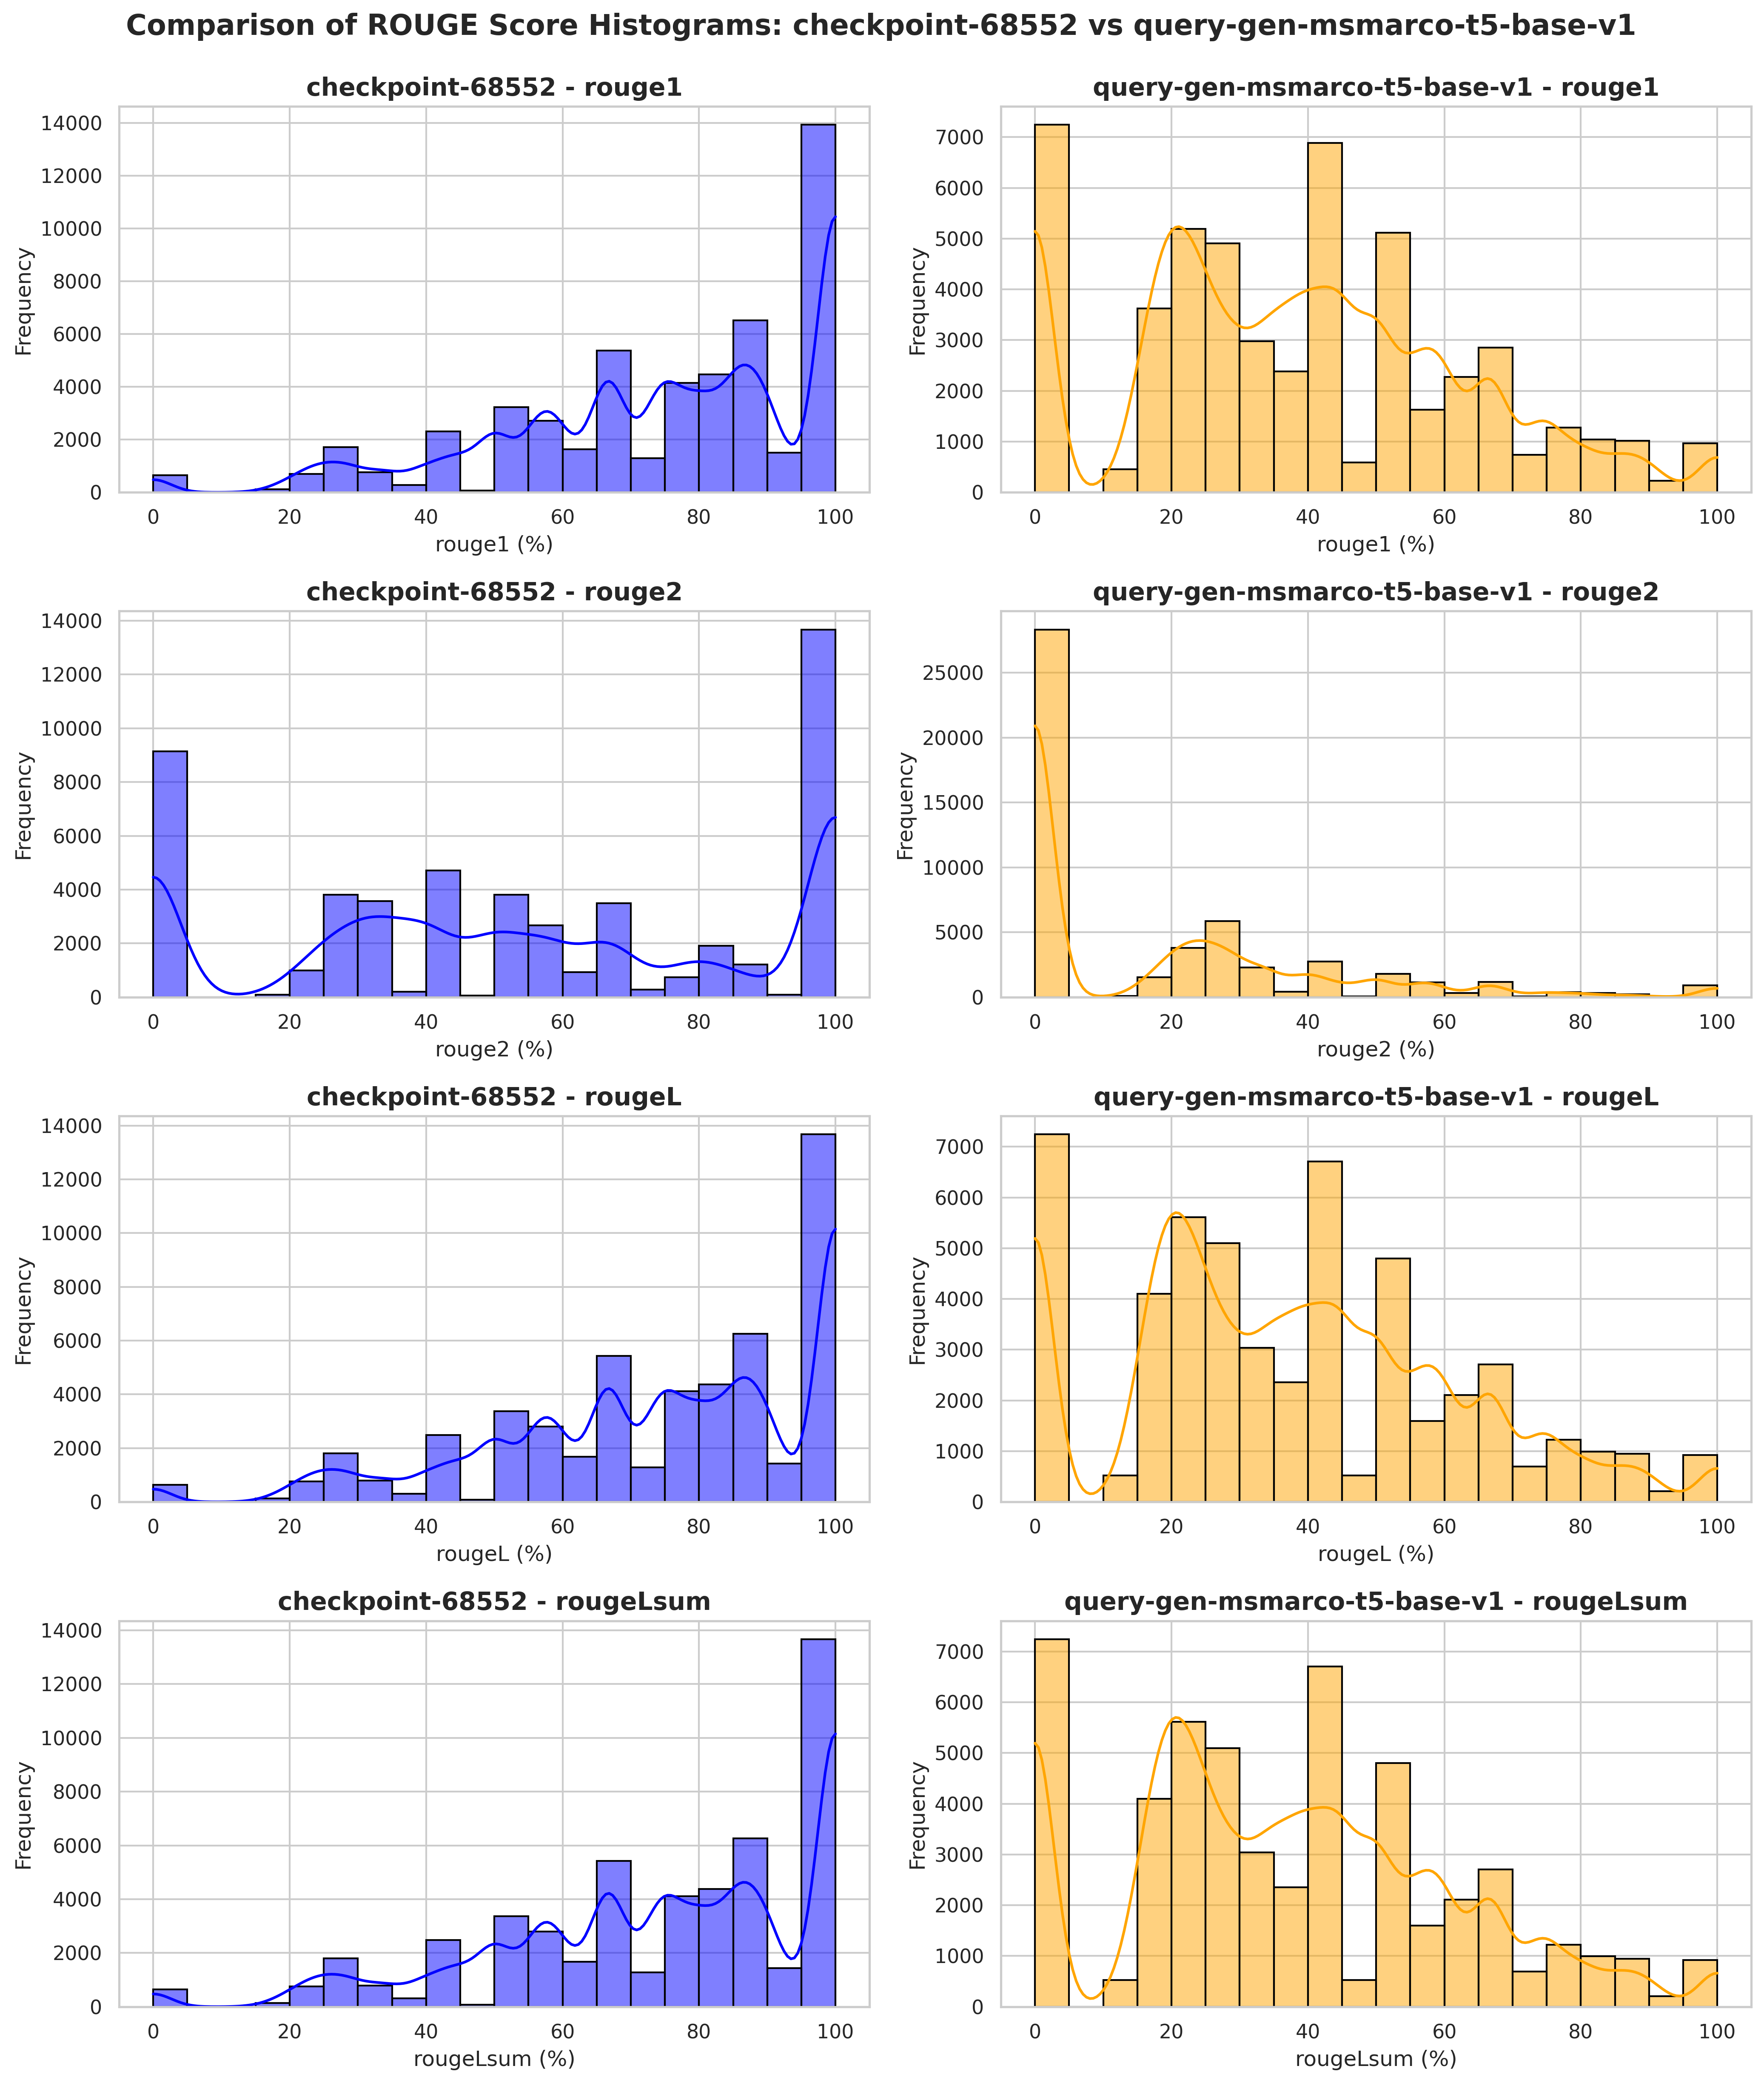 Comparison of ROUGE Score Histograms: checkpoint-68552 vs query-gen-msmarco-t5-base-v1
checkpoint-68552 - rouge1
14000
12000
10000
8000
6000
4000
2000
0
Frequency
0 20 40 60 80 100
rouge1 (%)
query-gen-msmarco-t5-base-v1 - rouge1
7000
6000
5000
4000
3000
2000
1000
0
Frequency
0 20 40 60 80 100
rouge1 (%)
checkpoint-68552 - rouge2
14000
12000
10000
8000
6000
4000
2000
0
Frequency
0 20 40 60 80 100
rouge2 (%)
query-gen-msmarco-t5-base-v1 - rouge2
25000
20000
15000
10000
5000
0
Frequency
0 20 40 60 80 100
rouge2 (%)
checkpoint-68552 - rougeL
14000
12000
10000
8000
6000
4000
2000
0
Frequency
0 20 40 60 80 100
rougeL (%)
query-gen-msmarco-t5-base-v1 - rougeL
7000
6000
5000
4000
3000
2000
1000
0
Frequency
0 20 40 60 80 100
rougeL (%)
checkpoint-68552 - rougeLsum
14000
12000
10000
8000
6000
4000
2000
0
Frequency
0 20 40 60 80 100
rougeLsum (%)
query-gen-msmarco-t5-base-v1 - rougeLsum
7000
6000
5000
4000
3000
2000
1000
0
Frequency
0 20 40 60 80 100
rougeLsum (%)